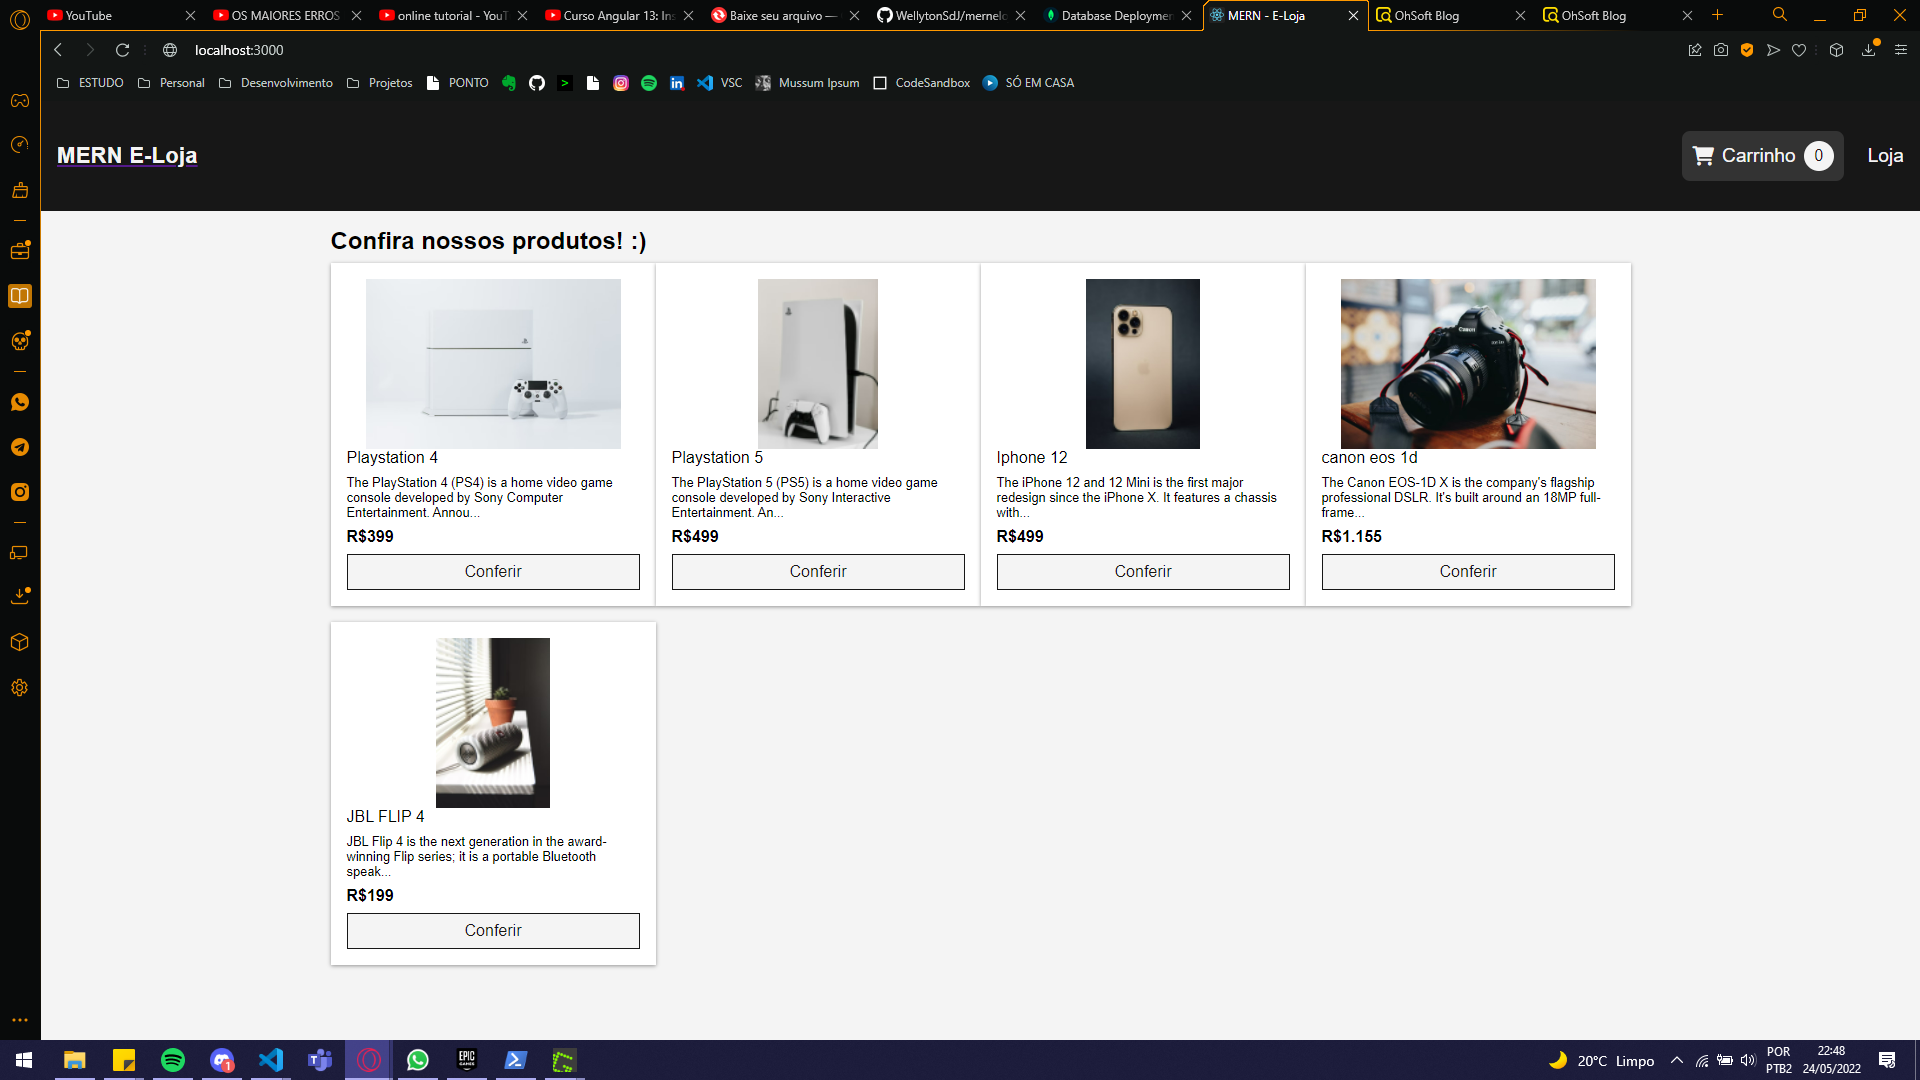 YouTube
OS MAIORES ERROS
online tutorial - YouT
Curso Angular 13: Ins
Baixe seu arquivo —
WellytonSdJ/mernelo
Database Deploymen
MERN - E-Loja
OhSoft Blog
OhSoft Blog
localhost:3000
ESTUDO
Personal
Desenvolvimento
Projetos
PONTO
VSC
Mussum Ipsum
CodeSandbox
SÓ EM CASA
MERN E-Loja
Carrinho 0
Loja
Confira nossos produtos! :)
Playstation 4
The PlayStation 4 (PS4) is a home video game
console developed by Sony Computer
Entertainment. Annou...
R$399
Conferir
Playstation 5
The PlayStation 5 (PS5) is a home video game
console developed by Sony Interactive
Entertainment. An...
R$499
Conferir
Iphone 12
The iPhone 12 and 12 Mini is the first major
redesign since the iPhone X. It features a chassis
with...
R$499
Conferir
Canon
canon eos 1d
The Canon EOS-1D X is the company's flagship
professional DSLR. It's built around an 18MP full-
frame...
R$1.155
Conferir
JBL FLIP 4
JBL Flip 4 is the next generation in the award-
winning Flip series; it is a portable Bluetooth
speak...
R$199
Conferir
1
EPIC
GAMES
20°C Limpo
POR
PTB2
22:48
24/05/2022